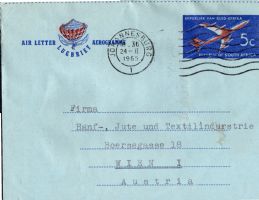 REPUBLIEK VAN SUID-AFRIKA
5c
REPUBLIC OF SOUTH AFRICA
AIR LETTER
AEROGRAMME
LUGBRIEF
JOHANNESBURG
24-II
1965
1
Firma
Hanf-, Jute und Textilindustrie
Boersegasse 18
WIEN I
Austria